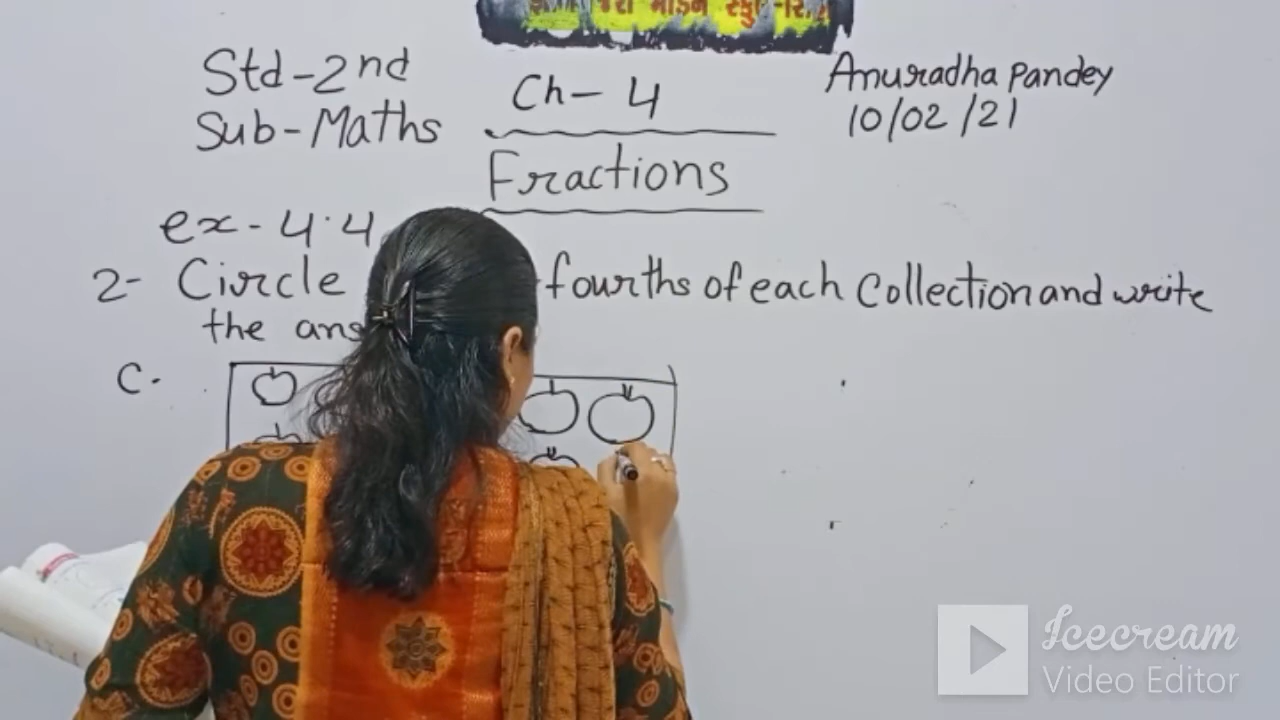 મોડર્ન સ્કુલ
Std-2nd
Sub-Maths
Ch- 4
Fractions
Anuradha Pandey
10/02/21
ex- 4.4
2- Circle fourths of each Collection and write
the ans
C.
Icecream
Video Editor